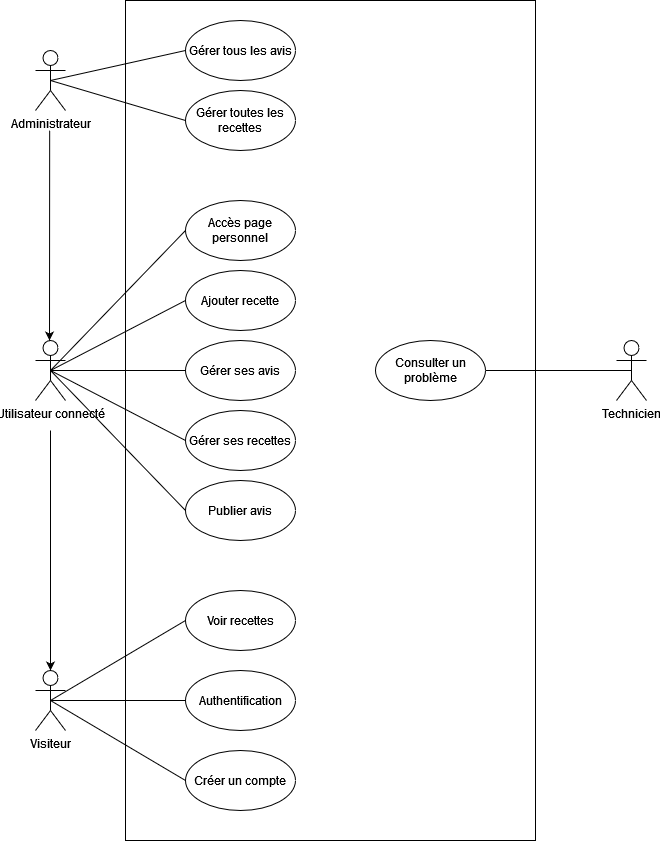 Gérer tous les avis
Gérer toutes les
recettes
Administrateur
Accès page
personnel
Ajouter recette
Gérer ses avis
Consulter un
problème
Utilisateur connecté
Technicien
Gérer ses recettes
Publier avis
Voir recettes
Authentification
Visiteur
Créer un compte